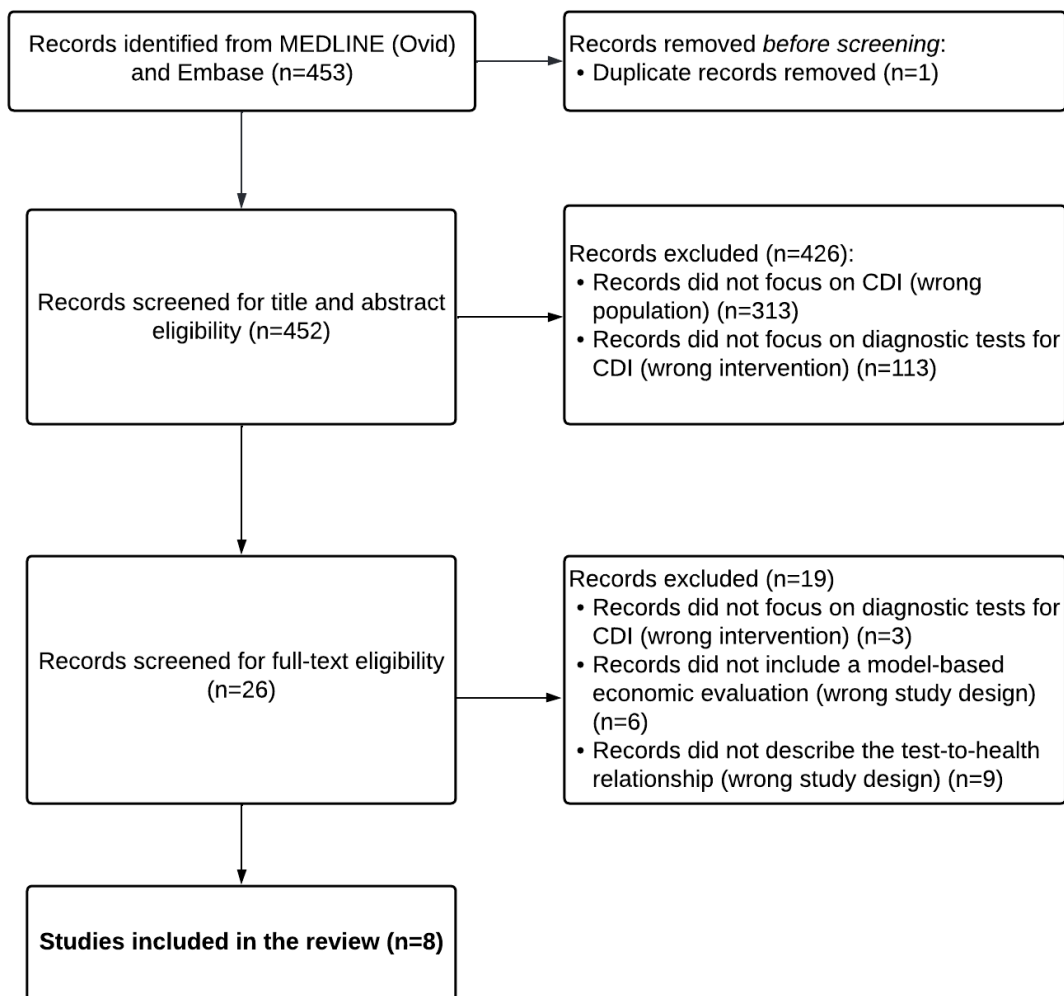 Records identified from MEDLINE (Ovid)
and Embase (n=453)
Records removed before screening:
• Duplicate records removed (n=1)
Records screened for title and abstract
eligibility (n=452)
Records excluded (n=426):
• Records did not focus on CDI (wrong
population) (n=313)
• Records did not focus on diagnostic tests for
CDI (wrong intervention) (n=113)
Records screened for full-text eligibility
(n=26)
Records excluded (n=19)
• Records did not focus on diagnostic tests for
CDI (wrong intervention) (n=3)
• Records did not include a model-based
economic evaluation (wrong study design)
(n=6)
• Records did not describe the test-to-health
relationship (wrong study design) (n=9)
Studies included in the review (n=8)